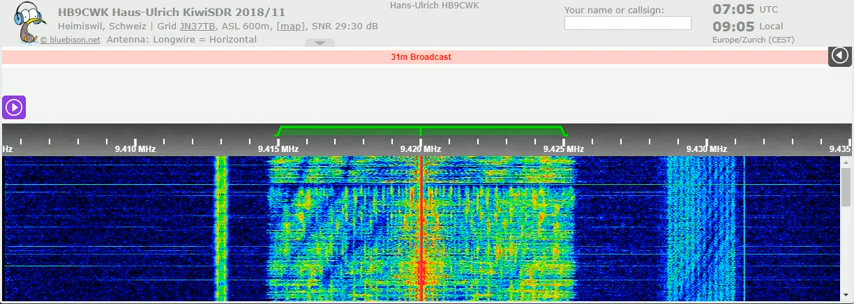 HB9CWK Haus-Ulrich KiwiSDR 2018/11
Heimiswil, Schweiz | Grid JN37TB, ASL 600m, [map], SNR 29:30 dB
© bluebison.net Antenna: Longwire = Horizontal
Hans-Ulrich HB9CWK
Your name or callsign:
07:05 UTC
09:05 Local
Europe/Zurich (CEST)
31m Broadcast
Hz 9.410 MHz 9.415 MHz 9.420 MHz 9.425 MHz 9.430 MHz 9.435